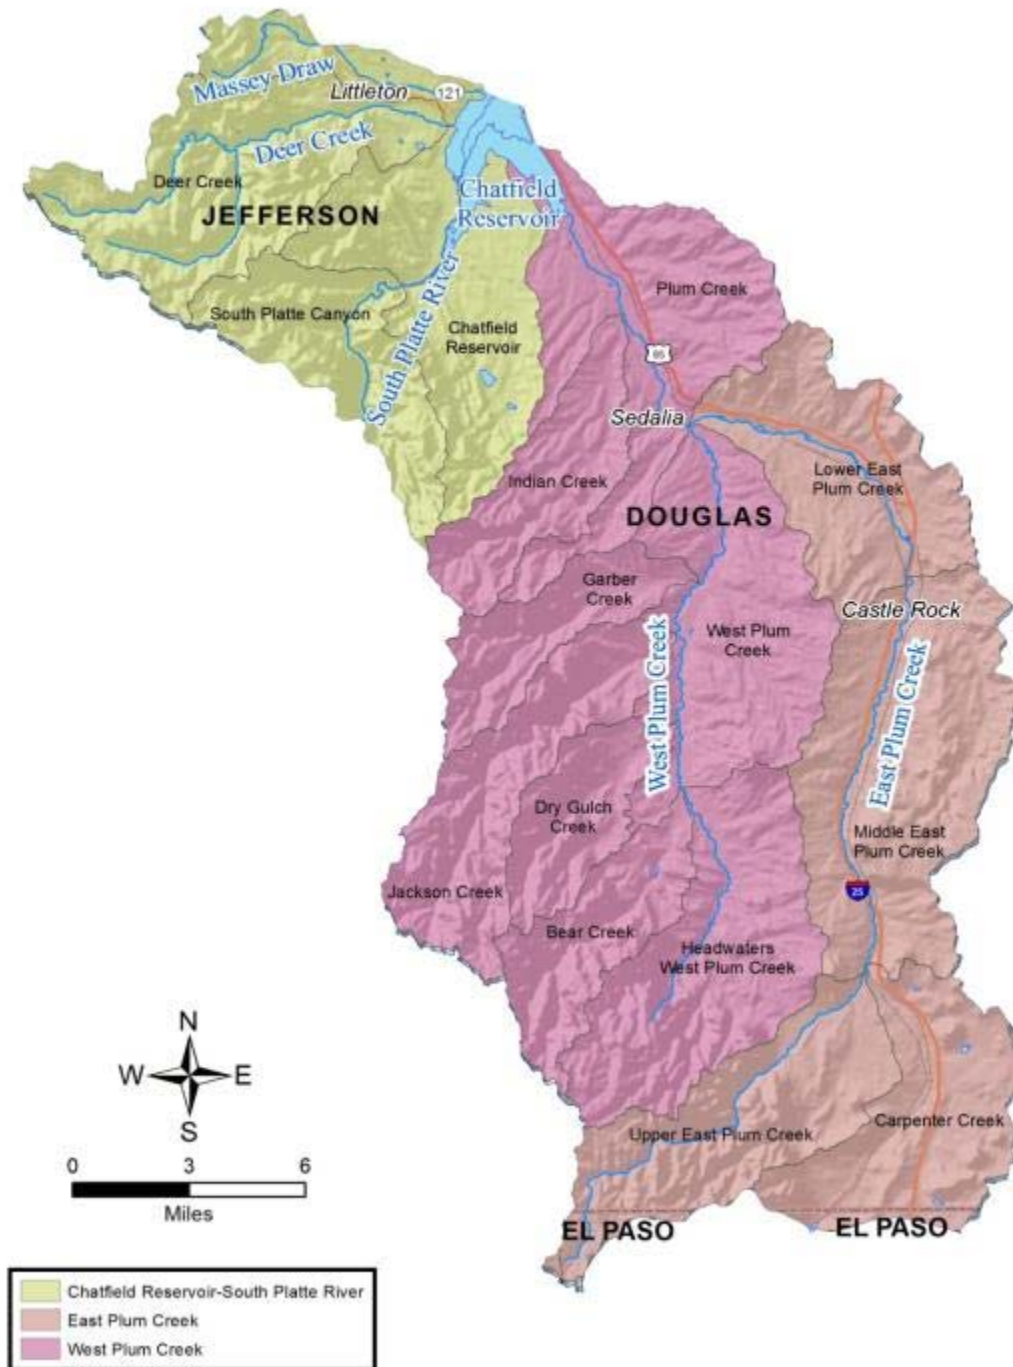 Massey Draw
Littleton
121
Deer Creek
Deer Creek
JEFFERSON
Chatfield
Reservoir
South Platte River
South Platte Canyon
Chatfield
Reservoir
Plum Creek
85
Sedalia
Lower East
Plum Creek
Indian Creek
DOUGLAS
Garber
Creek
Castle Rock
West Plum
Creek
West Plum Creek
East Plum Creek
Dry Gulch
Creek
Middle East
Plum Creek
25
Jackson Creek
Bear Creek
Headwaters
West Plum Creek
N
W E
S
Carpenter Creek
Upper East Plum Creek
0 3 6
Miles
EL PASO
EL PASO
Chatfield Reservoir-South Platte River
East Plum Creek
West Plum Creek